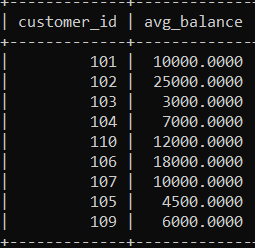 | customer_id | avg_balance
| 101 | 10000.0000
| 102 | 25000.0000
| 103 | 3000.0000
| 104 | 7000.0000
| 110 | 12000.0000
| 106 | 18000.0000
| 107 | 10000.0000
| 105 | 4500.0000
| 109 | 6000.0000